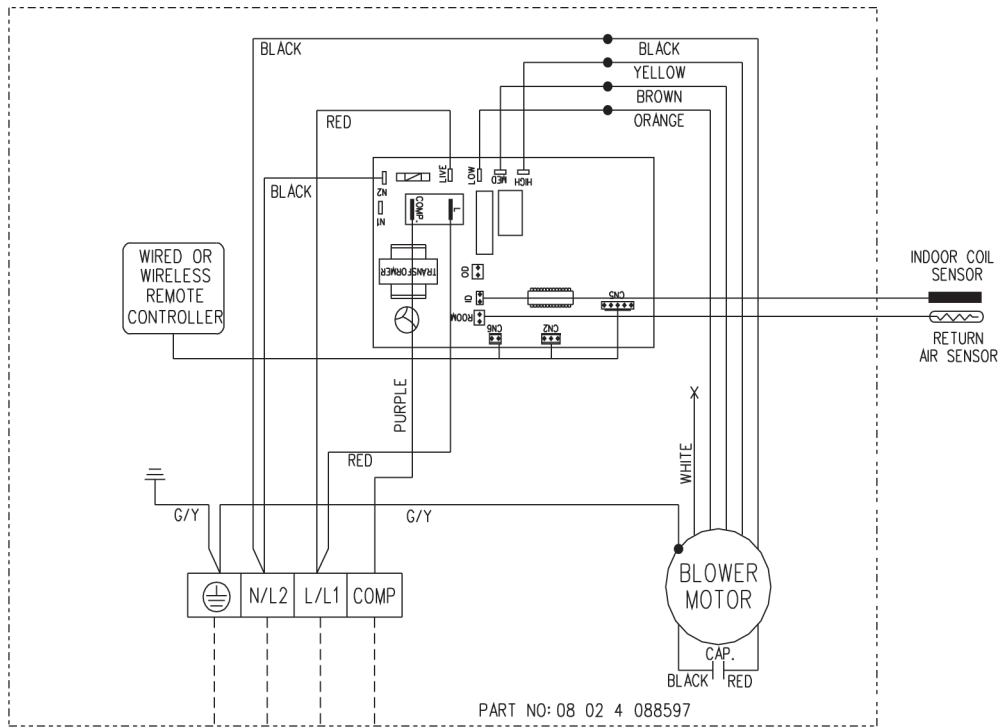 BLACK
BLACK
YELLOW
BROWN
ORANGE
RED
BLACK
N2
LIVE
LOW
MED
HIGH
N1
COMP.
L
WIRED OR
WIRELESS
REMOTE
CONTROLLER
TRANSFORMER
OD
ID
ROOM
CN5
CN6
CN2
INDOOR COIL
SENSOR
RETURN
AIR SENSOR
PURPLE
RED
WHITE
X
G/Y
G/Y
N/L2
L/L1
COMP
BLOWER
MOTOR
CAP.
BLACK
RED
PART NO: 08 02 4 088597